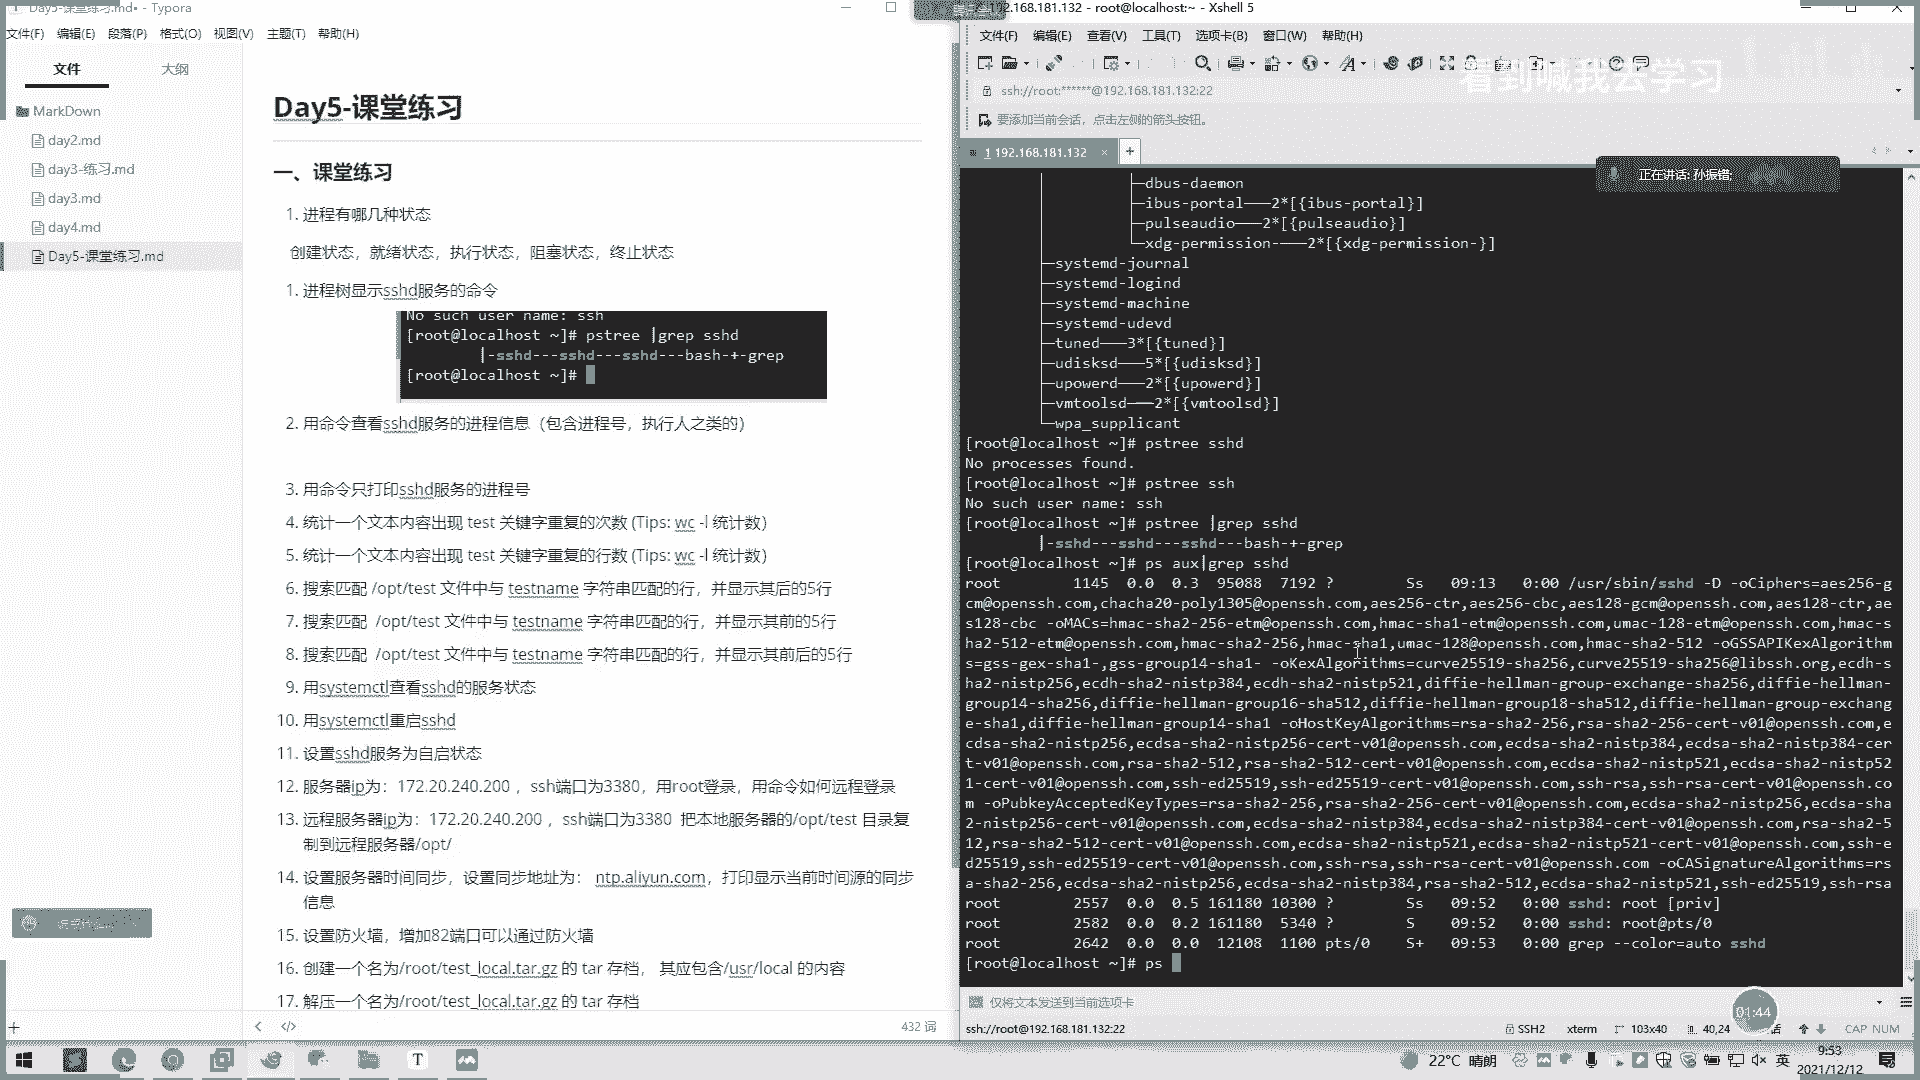 Day5-课堂练习.md - Typora
文件(F) 编辑(E) 段落(P) 格式(O) 视图(V) 主题(T) 帮助(H)
文件 大纲
MarkDown
day2.md
day3-练习.md
day3.md
day4.md
Day5-课堂练习.md
Day5-课堂练习
一、课堂练习
1. 进程有哪几种状态
创建状态，就绪状态，执行状态，阻塞状态，终止状态
1. 进程树显示sshd服务的命令
No such user name: ssh
[root@localhost ~]# pstree |grep sshd
|-sshd---sshd---sshd---bash-+-grep
[root@localhost ~]#
2. 用命令查看sshd服务的进程信息（包含进程号，执行人之类的）
3. 用命令只打印sshd服务的进程号
4. 统计一个文本内容出现 test 关键字重复的次数 (Tips: wc -l 统计数)
5. 统计一个文本内容出现 test 关键字重复的行数 (Tips: wc -l 统计数)
6. 搜索匹配 /opt/test 文件中与 testname 字符串匹配的行，并显示其后的5行
7. 搜索匹配 /opt/test 文件中与 testname 字符串匹配的行，并显示其前的5行
8. 搜索匹配 /opt/test 文件中与 testname 字符串匹配的行，并显示其前后的5行
9. 用systemctl查看sshd的服务状态
10. 用systemctl重启sshd
11. 设置sshd服务为自启状态
12. 服务器ip为：172.20.240.200 ，ssh端口为3380，用root登录，用命令如何远程登录
13. 远程服务器ip为：172.20.240.200 ，ssh端口为3380 把本地服务器的/opt/test 目录复
制到远程服务器/opt/
14. 设置服务器时间同步，设置同步地址为： ntp.aliyun.com，打印显示当前时间源的同步
信息
15. 设置防火墙，增加82端口可以通过防火墙
16. 创建一个名为/root/test_local.tar.gz 的 tar 存档， 其应包含/usr/local 的内容
17. 解压一个名为/root/test_local.tar.gz 的 tar 存档
432 词
192.168.181.132 - root@localhost:~ - Xshell 5
文件(F) 编辑(E) 查看(V) 工具(T) 选项卡(B) 窗口(W) 帮助(H)
看到喊我去学习
ssh://root:******@192.168.181.132:22
要添加当前会话，点击左侧的箭头按钮。
1 192.168.181.132
正在讲话: 孙振锴;
├─dbus-daemon
├─ibus-portal───2*[{ibus-portal}]
├─pulseaudio───2*[{pulseaudio}]
└─xdg-permission-───2*[{xdg-permission-}]
├─systemd-journal
├─systemd-logind
├─systemd-machine
├─systemd-udevd
├─tuned───3*[{tuned}]
├─udisksd───5*[{udisksd}]
├─upowerd───2*[{upowerd}]
├─vmtoolsd───2*[{vmtoolsd}]
└─wpa_supplicant
[root@localhost ~]# pstree sshd
No processes found.
[root@localhost ~]# pstree ssh
No such user name: ssh
[root@localhost ~]# pstree |grep sshd
|-sshd---sshd---sshd---bash-+-grep
[root@localhost ~]# ps aux|grep sshd
root 1145 0.0 0.3 95088 7192 ? Ss 09:13 0:00 /usr/sbin/sshd -D -oCiphers=aes256-g
cm@openssh.com,chacha20-poly1305@openssh.com,aes256-ctr,aes256-cbc,aes128-gcm@openssh.com,aes128-ctr,ae
s128-cbc -oMACs=hmac-sha2-256-etm@openssh.com,hmac-sha1-etm@openssh.com,umac-128-etm@openssh.com,hmac-s
ha2-512-etm@openssh.com,hmac-sha2-256,hmac-sha1,umac-128@openssh.com,hmac-sha2-512 -oGSSAPIKexAlgorithm
s=gss-gex-sha1-,gss-group14-sha1- -oKexAlgorithms=curve25519-sha256,curve25519-sha256@libssh.org,ecdh-s
ha2-nistp256,ecdh-sha2-nistp384,ecdh-sha2-nistp521,diffie-hellman-group-exchange-sha256,diffie-hellman-
group14-sha256,diffie-hellman-group16-sha512,diffie-hellman-group18-sha512,diffie-hellman-group-exchang
e-sha1,diffie-hellman-group14-sha1 -oHostKeyAlgorithms=rsa-sha2-256,rsa-sha2-256-cert-v01@openssh.com,e
cdsa-sha2-nistp256,ecdsa-sha2-nistp256-cert-v01@openssh.com,ecdsa-sha2-nistp384,ecdsa-sha2-nistp384-cer
t-v01@openssh.com,rsa-sha2-512,rsa-sha2-512-cert-v01@openssh.com,ecdsa-sha2-nistp521,ecdsa-sha2-nistp52
1-cert-v01@openssh.com,ssh-ed25519,ssh-ed25519-cert-v01@openssh.com,ssh-rsa,ssh-rsa-cert-v01@openssh.co
m -oPubkeyAcceptedKeyTypes=rsa-sha2-256,rsa-sha2-256-cert-v01@openssh.com,ecdsa-sha2-nistp256,ecdsa-sha
2-nistp256-cert-v01@openssh.com,ecdsa-sha2-nistp384,ecdsa-sha2-nistp384-cert-v01@openssh.com,rsa-sha2-5
12,rsa-sha2-512-cert-v01@openssh.com,ecdsa-sha2-nistp521,ecdsa-sha2-nistp521-cert-v01@openssh.com,ssh-e
d25519,ssh-ed25519-cert-v01@openssh.com,ssh-rsa,ssh-rsa-cert-v01@openssh.com -oCASignatureAlgorithms=rs
a-sha2-256,ecdsa-sha2-nistp256,ecdsa-sha2-nistp384,rsa-sha2-512,ecdsa-sha2-nistp521,ssh-ed25519,ssh-rsa
root 2557 0.0 0.5 161180 10300 ? Ss 09:52 0:00 sshd: root [priv]
root 2582 0.0 0.2 161180 5340 ? S 09:52 0:00 sshd: root@pts/0
root 2642 0.0 0.0 12108 1100 pts/0 S+ 09:53 0:00 grep --color=auto sshd
[root@localhost ~]# ps
仅将文本发送到当前选项卡
01:44
ssh://root@192.168.181.132:22 SSH2 xterm 103x40 40,24 CAP NUM
22°C 晴朗 英 9:53
2021/12/12